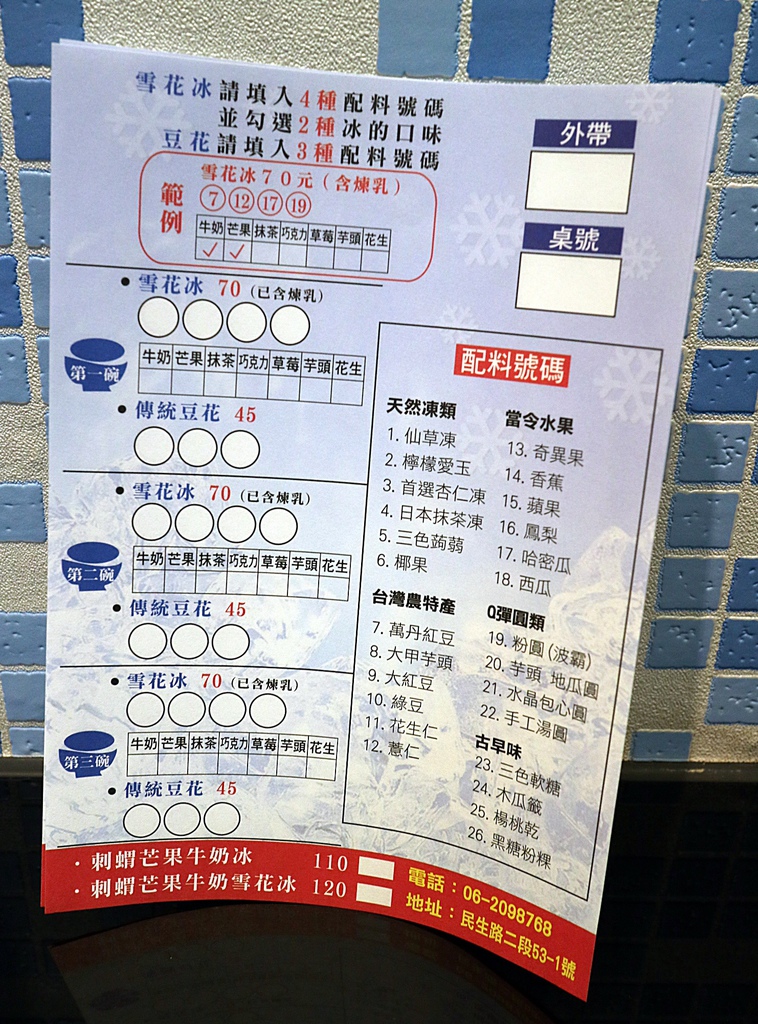 雪花冰請填入4種配料號碼
並勾選2種冰的口味
豆花請填入3種配料號碼
範例
雪花冰70元(含煉乳)
⑦⑫⑰⑲
牛奶 芒果 抹茶 巧克力 草莓 芋頭 花生
✓ ✓
外帶
桌號
第一碗
• 雪花冰 70 (已含煉乳)
牛奶 芒果 抹茶 巧克力 草莓 芋頭 花生
• 傳統豆花 45
第二碗
• 雪花冰 70 (已含煉乳)
牛奶 芒果 抹茶 巧克力 草莓 芋頭 花生
• 傳統豆花 45
第三碗
• 雪花冰 70 (已含煉乳)
牛奶 芒果 抹茶 巧克力 草莓 芋頭 花生
• 傳統豆花 45
配料號碼
天然凍類
1. 仙草凍
2. 檸檬愛玉
3. 首選杏仁凍
4. 日本抹茶凍
5. 三色蒟蒻
6. 椰果
台灣農特產
7. 萬丹紅豆
8. 大甲芋頭
9. 大紅豆
10. 綠豆
11. 花生仁
12. 薏仁
當令水果
13. 奇異果
14. 香蕉
15. 蘋果
16. 鳳梨
17. 哈密瓜
18. 西瓜
Q彈圓類
19. 粉圓(波霸)
20. 芋頭 地瓜圓
21. 水晶包心圓
22. 手工湯圓
古早味
23. 三色軟糖
24. 木瓜籤
25. 楊桃乾
26. 黑糖粉粿
· 刺蝟芒果牛奶冰 110
· 刺蝟芒果牛奶雪花冰 120
電話：06-2098768
地址：民生路二段53-1號